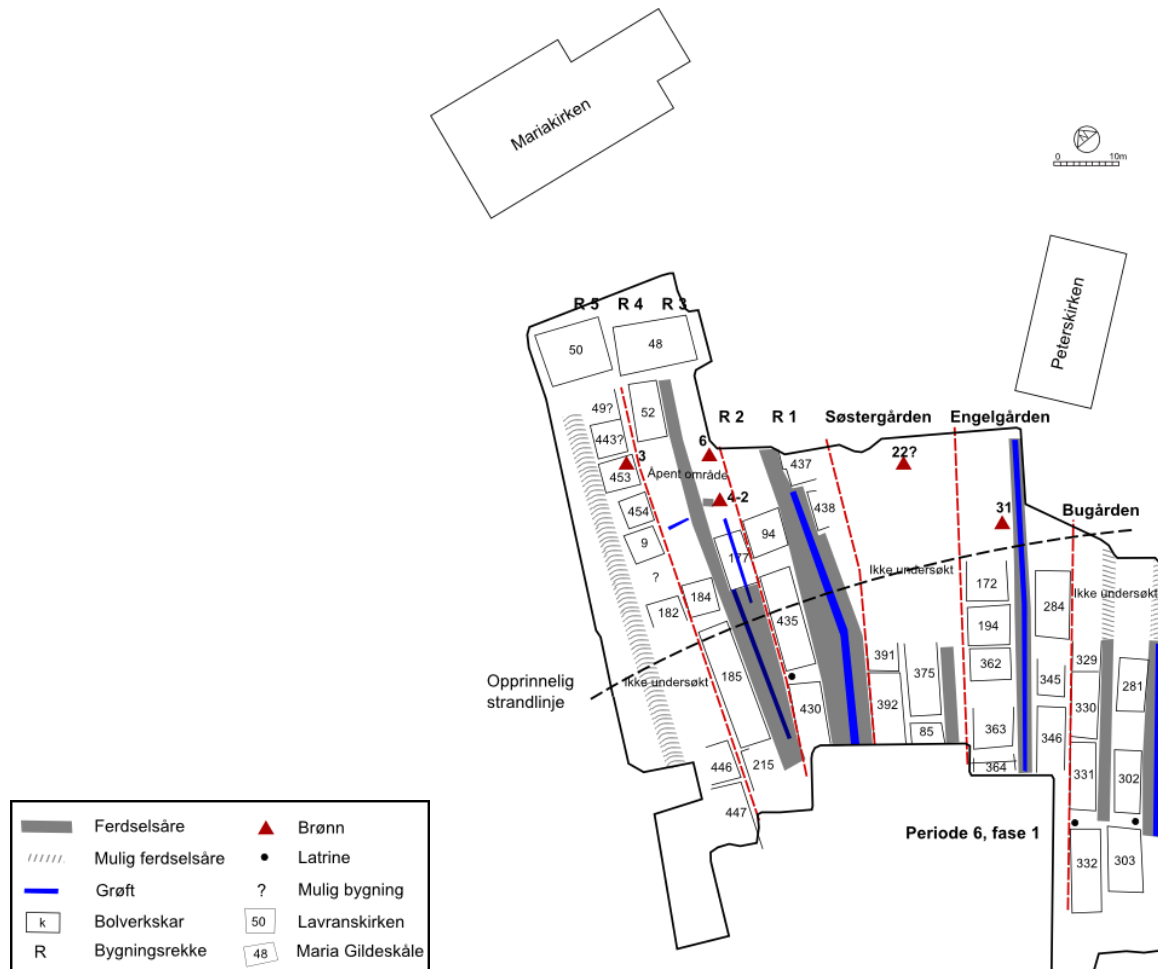 Mariakirken
0
10m
Peterskirken
R 5
R 4
R 3
50
48
R 2
R 1
Søstergården
Engelgården
49?
52
443?
6
437
22?
3
Åpent område
453
4-2
438
454
94
31
Bugården
9
177
Ikke undersøkt
?
184
172
Ikke undersøkt
182
435
284
194
391
375
362
329
281
Opprinnelig
strandlinje
Ikke undersøkt
185
345
430
392
330
363
85
346
446
215
364
331
302
447
Periode 6, fase 1
332
303
Ferdselsåre
Brønn
Mulig ferdselsåre
Latrine
Grøft
?
Mulig bygning
k
Bolverkskar
50
Lavranskirken
R
Bygningsrekke
48
Maria Gildeskåle